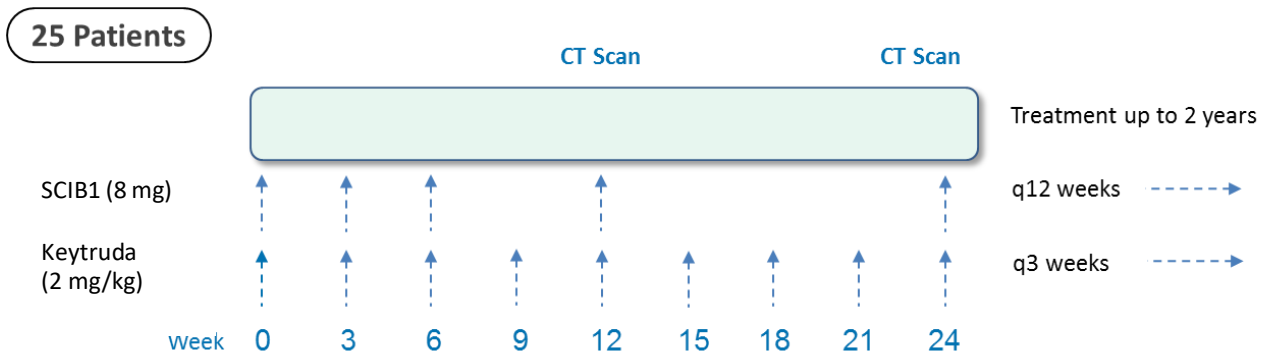 25 Patients
CT Scan CT Scan
Treatment up to 2 years
SCIB1 (8 mg) q12 weeks
Keytruda
(2 mg/kg) q3 weeks
Week 0 3 6 9 12 15 18 21 24